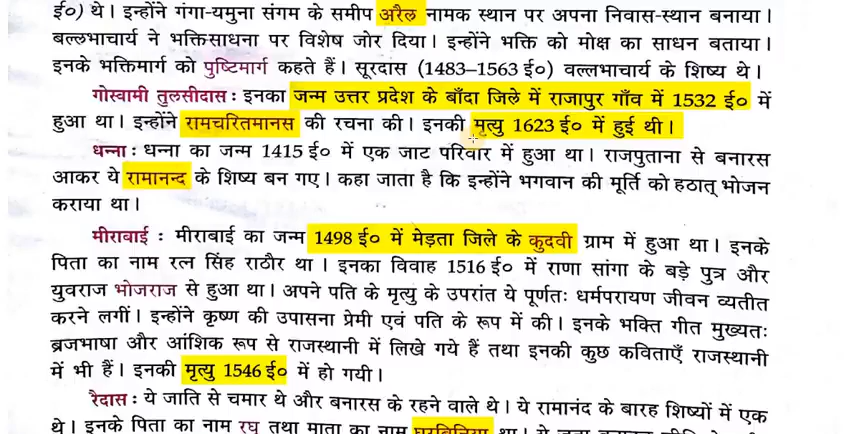 ई०) थे। इन्होंने गंगा-यमुना संगम के समीप अरैल नामक स्थान पर अपना निवास-स्थान बनाया।
बल्लभाचार्य ने भक्तिसाधना पर विशेष जोर दिया। इन्होंने भक्ति को मोक्ष का साधन बताया।
इनके भक्तिमार्ग को पुष्टिमार्ग कहते हैं। सूरदास (1483–1563 ई०) वल्लभाचार्य के शिष्य थे।
गोस्वामी तुलसीदास : इनका जन्म उत्तर प्रदेश के बाँदा जिले में राजापुर गाँव में 1532 ई० में
हुआ था। इन्होंने रामचरितमानस की रचना की। इनकी मृत्यु 1623 ई० में हुई थी।
धन्ना : धन्ना का जन्म 1415 ई० में एक जाट परिवार में हुआ था। राजपुताना से बनारस
आकर ये रामानन्द के शिष्य बन गए। कहा जाता है कि इन्होंने भगवान की मूर्ति को हठात् भोजन
कराया था।
मीराबाई : मीराबाई का जन्म 1498 ई० में मेड़ता जिले के कुदवी ग्राम में हुआ था। इनके
पिता का नाम रत्न सिंह राठौर था। इनका विवाह 1516 ई० में राणा सांगा के बड़े पुत्र और
युवराज भोजराज से हुआ था। अपने पति के मृत्यु के उपरांत ये पूर्णतः धर्मपरायण जीवन व्यतीत
करने लगीं। इन्होंने कृष्ण की उपासना प्रेमी एवं पति के रूप में की। इनके भक्ति गीत मुख्यतः
ब्रजभाषा और आंशिक रूप से राजस्थानी में लिखे गये हैं तथा इनकी कुछ कविताएँ राजस्थानी
में भी हैं। इनकी मृत्यु 1546 ई० में हो गयी।
रैदास : ये जाति से चमार थे और बनारस के रहने वाले थे। ये रामानंद के बारह शिष्यों में एक
थे। इनके पिता का नाम रघु तथा माता का नाम घुरबिनिया था।